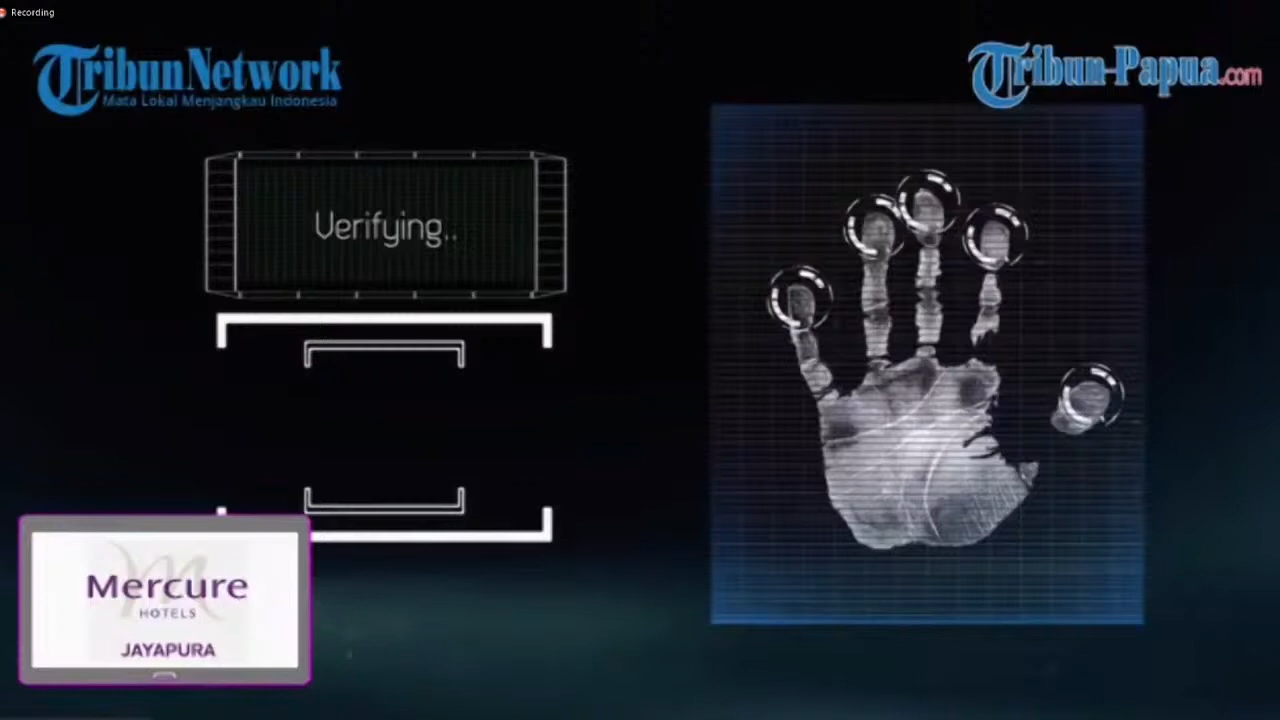 Recording
TribunNetwork
Mata Lokal Menjangkau Indonesia
Tribun-Papua.com
Verifying..
Mercure
HOTELS
JAYAPURA